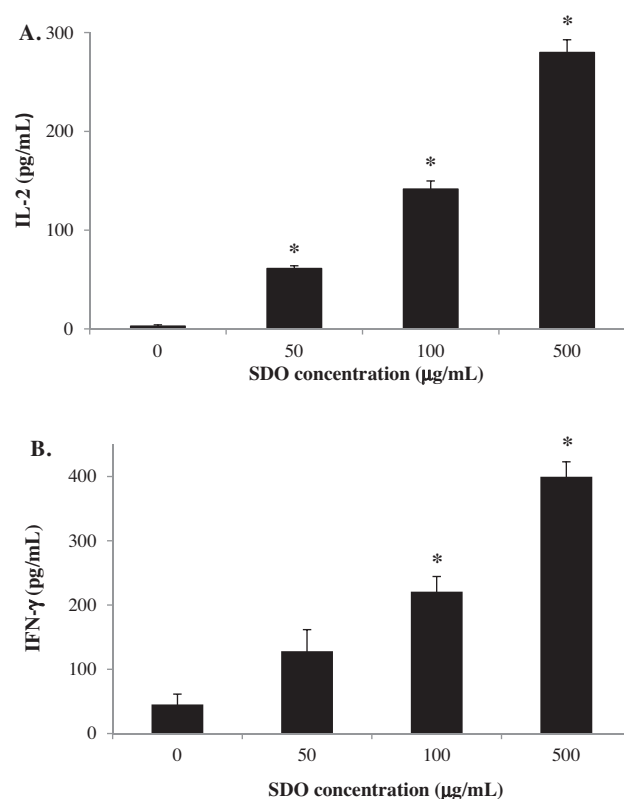 A.
300
*
*
200
IL-2 (pg/mL)
100
*
0
0 50 100 500
SDO concentration (μg/mL)
B.
*
400
300
*
IFN-γ (pg/mL)
200
100
0
0 50 100 500
SDO concentration (μg/mL)